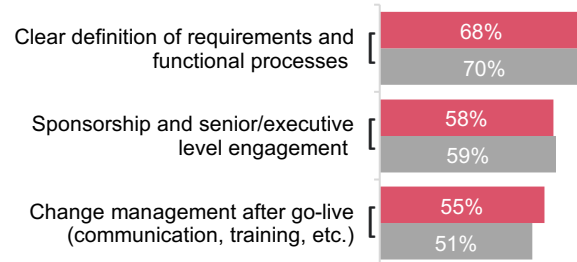 Clear definition of requirements and
functional processes
68%
70%
Sponsorship and senior/executive
level engagement
58%
59%
Change management after go-live
(communication, training, etc.)
55%
51%